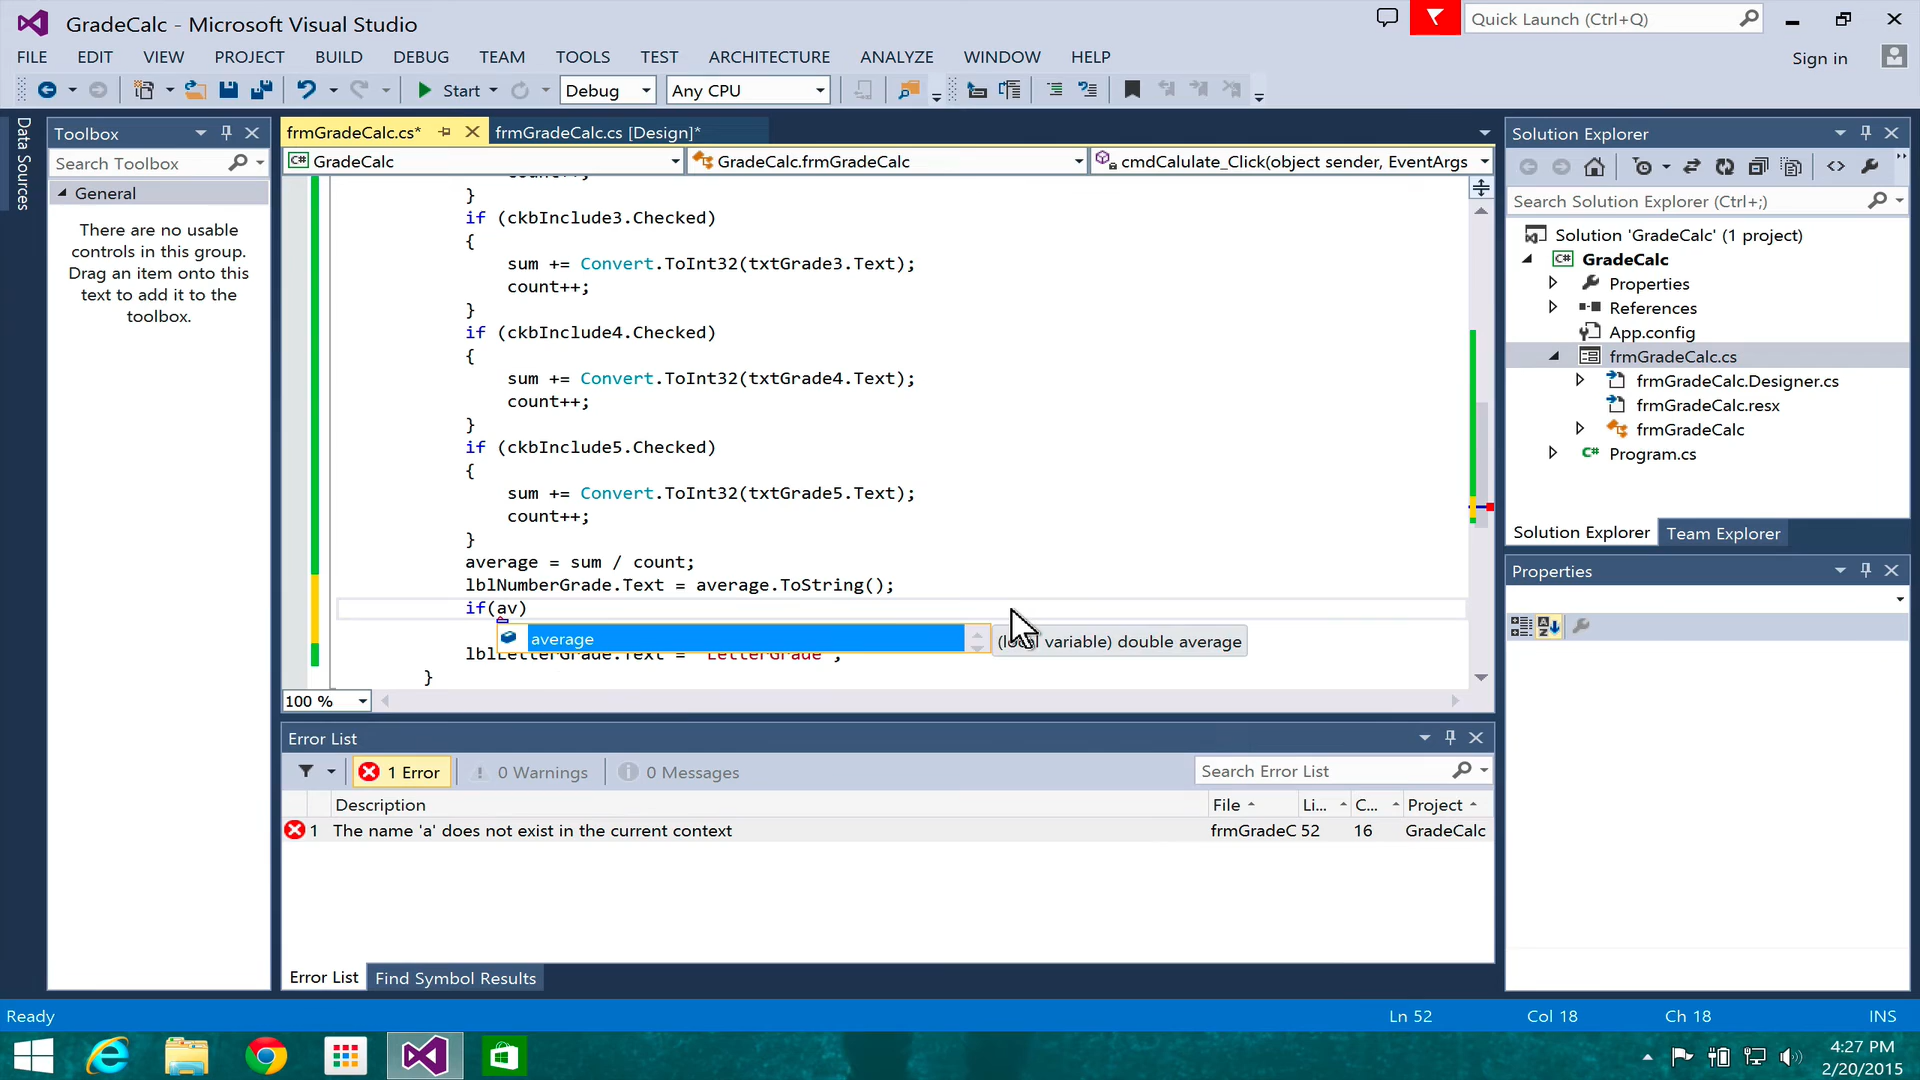 GradeCalc - Microsoft Visual Studio
Quick Launch (Ctrl+Q)
FILE EDIT VIEW PROJECT BUILD DEBUG TEAM TOOLS TEST ARCHITECTURE ANALYZE WINDOW HELP
Sign in
Start Debug Any CPU
Data Sources
Toolbox
Search Toolbox
General
There are no usable
controls in this group.
Drag an item onto this
text to add it to the
toolbox.
frmGradeCalc.cs* frmGradeCalc.cs [Design]*
C# GradeCalc GradeCalc.frmGradeCalc cmdCalulate_Click(object sender, EventArgs
}
if (ckbInclude3.Checked)
{
sum += Convert.ToInt32(txtGrade3.Text);
count++;
}
if (ckbInclude4.Checked)
{
sum += Convert.ToInt32(txtGrade4.Text);
count++;
}
if (ckbInclude5.Checked)
{
sum += Convert.ToInt32(txtGrade5.Text);
count++;
}
average = sum / count;
lblNumberGrade.Text = average.ToString();
if(av)
average
(local variable) double average
lblLetterGrade.Text = "LetterGrade";
}
100 %
Error List
1 Error 0 Warnings 0 Messages
Search Error List
Description File Li... C... Project
1 The name 'a' does not exist in the current context frmGradeC 52 16 GradeCalc
Error List Find Symbol Results
Solution Explorer
Search Solution Explorer (Ctrl+;)
Solution 'GradeCalc' (1 project)
C# GradeCalc
Properties
References
App.config
frmGradeCalc.cs
frmGradeCalc.Designer.cs
frmGradeCalc.resx
frmGradeCalc
C# Program.cs
Solution Explorer Team Explorer
Properties
Ready Ln 52 Col 18 Ch 18 INS
4:27 PM
2/20/2015